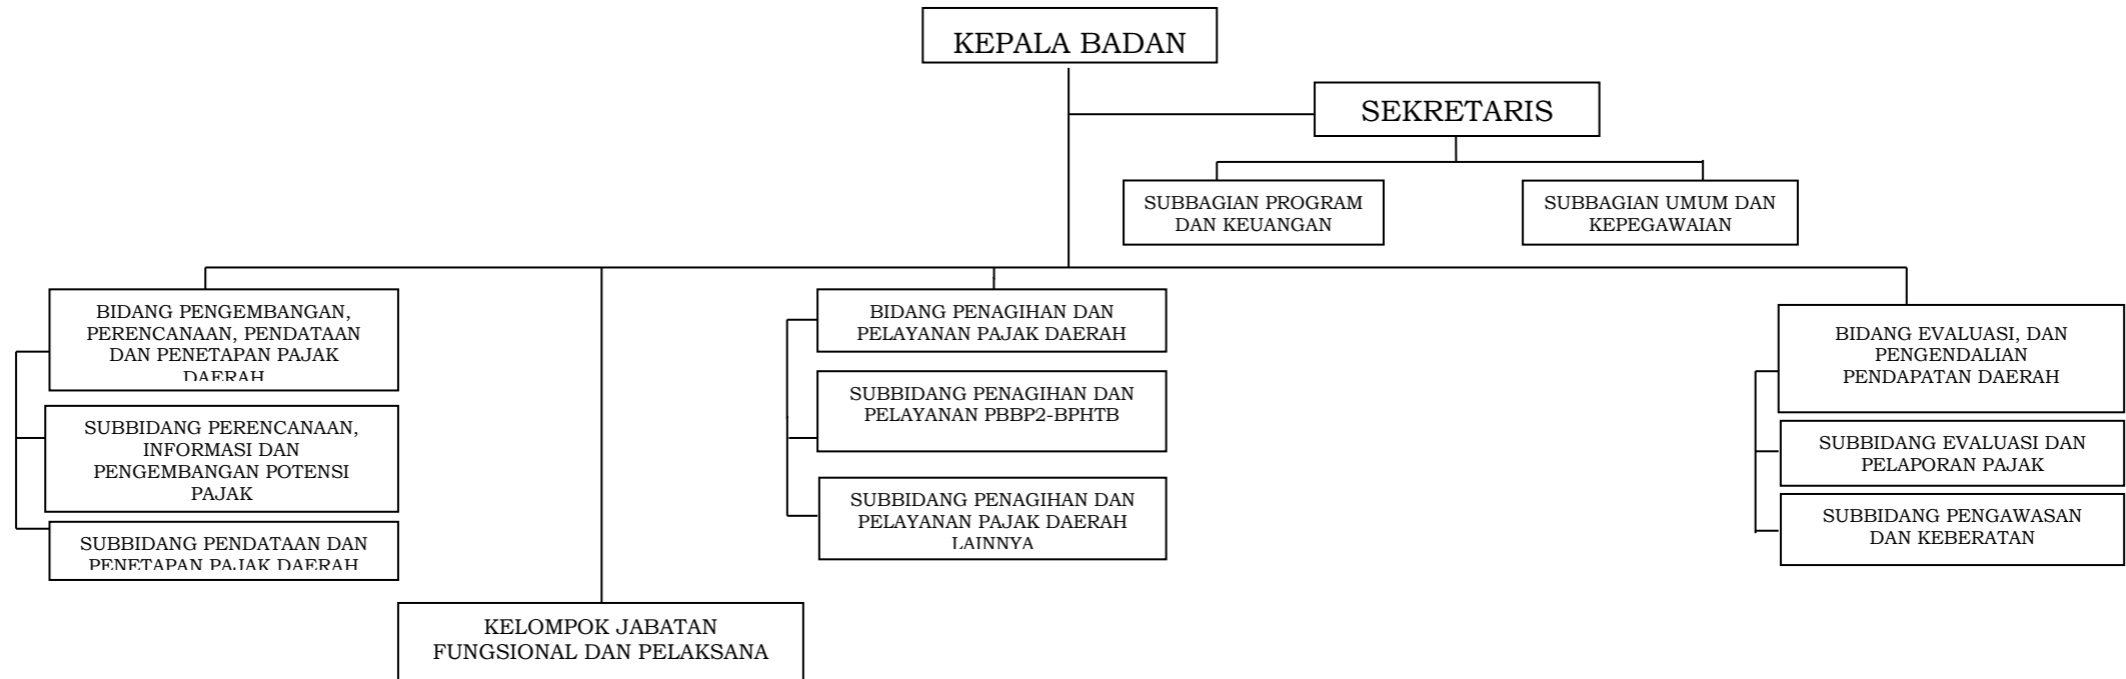 KEPALA BADAN
SEKRETARIS
SUBBAGIAN PROGRAM
DAN KEUANGAN
SUBBAGIAN UMUM DAN
KEPEGAWAIAN
BIDANG PENGEMBANGAN,
PERENCANAAN, PENDATAAN
DAN PENETAPAN PAJAK
DAERAH
SUBBIDANG PERENCANAAN,
INFORMASI DAN
PENGEMBANGAN POTENSI
PAJAK
SUBBIDANG PENDATAAN DAN
PENETAPAN PAJAK DAERAH
BIDANG PENAGIHAN DAN
PELAYANAN PAJAK DAERAH
SUBBIDANG PENAGIHAN DAN
PELAYANAN PBBP2-BPHTB
SUBBIDANG PENAGIHAN DAN
PELAYANAN PAJAK DAERAH
LAINNYA
BIDANG EVALUASI, DAN
PENGENDALIAN
PENDAPATAN DAERAH
SUBBIDANG EVALUASI DAN
PELAPORAN PAJAK
SUBBIDANG PENGAWASAN
DAN KEBERATAN
KELOMPOK JABATAN
FUNGSIONAL DAN PELAKSANA